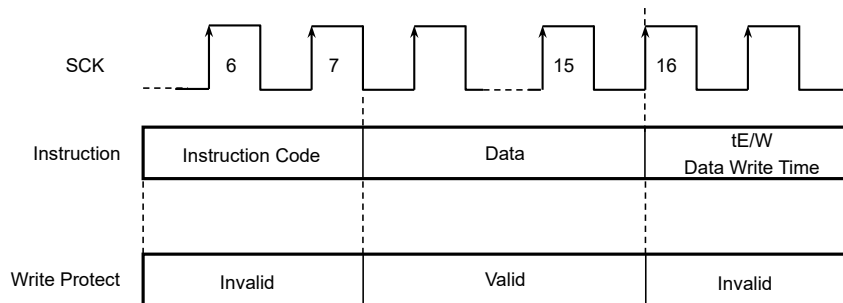 SCK
6
7
15
16
Instruction
Instruction Code
Data
tE/W
Data Write Time
Write Protect
Invalid
Valid
Invalid